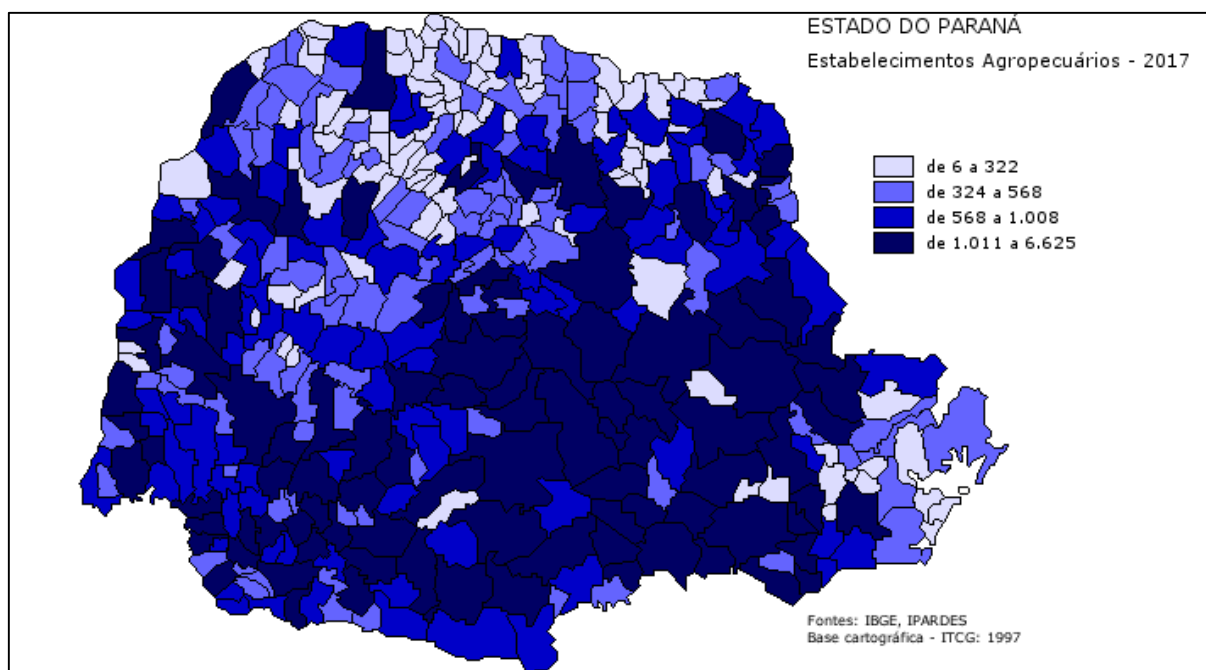 ESTADO DO PARANÁ
Estabelecimentos Agropecuários - 2017
de 6 a 322
de 324 a 568
de 568 a 1.008
de 1.011 a 6.625
Fontes: IBGE, IPARDES
Base cartográfica - ITCG: 1997